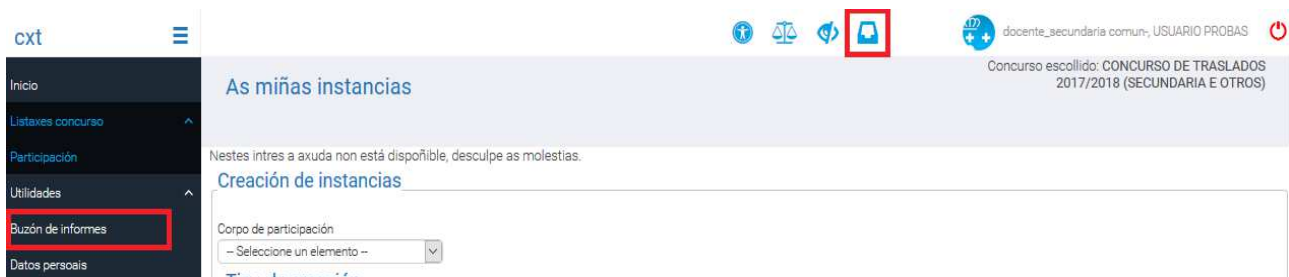 cxt
docente_secundaria comun-, USUARIO PROBAS
Inicio
As miñas instancias
Concurso escollido: CONCURSO DE TRASLADOS
2017/2018 (SECUNDARIA E OTROS)
Listaxes concurso
Participación
Nestes intres a axuda non está dispoñible, desculpe as molestias.
Utilidades
Creación de instancias
Buzón de informes
Corpo de participación
-- Seleccione un elemento --
Datos persoais